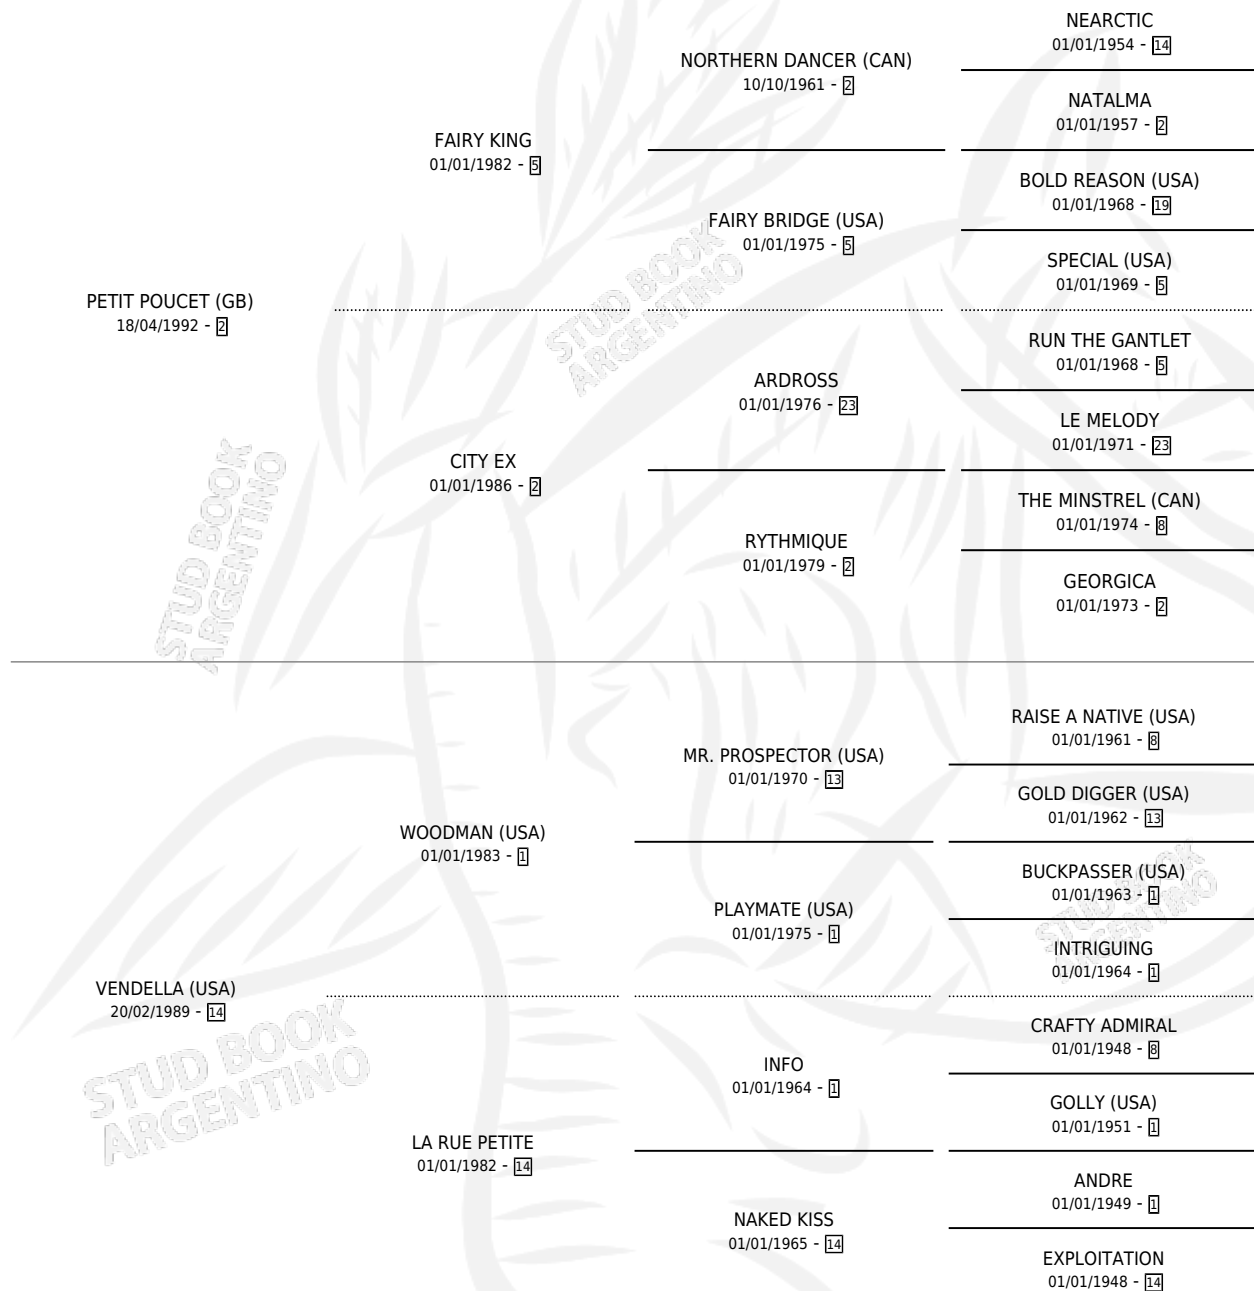 NEARCTIC
01/01/1954 - 14
NORTHERN DANCER (CAN)
10/10/1961 - 2
NATALMA
01/01/1957 - 2
FAIRY KING
01/01/1982 - 5
BOLD REASON (USA)
01/01/1968 - 19
FAIRY BRIDGE (USA)
01/01/1975 - 5
SPECIAL (USA)
01/01/1969 - 5
PETIT POUCET (GB)
18/04/1992 - 2
STUD BOOK
ARGENTINO
RUN THE GANTLET
01/01/1968 - 5
ARDROSS
01/01/1976 - 23
LE MELODY
01/01/1971 - 23
CITY EX
01/01/1986 - 2
THE MINSTREL (CAN)
01/01/1974 - 8
RYTHMIQUE
01/01/1979 - 2
GEORGICA
01/01/1973 - 2
STUD BOOK
ARGENTINO
RAISE A NATIVE (USA)
01/01/1961 - 8
MR. PROSPECTOR (USA)
01/01/1970 - 13
GOLD DIGGER (USA)
01/01/1962 - 13
WOODMAN (USA)
01/01/1983 - 1
BUCKPASSER (USA)
01/01/1963 - 1
STUD BOOK
ARGENTINO
PLAYMATE (USA)
01/01/1975 - 1
INTRIGUING
01/01/1964 - 1
VENDELLA (USA)
20/02/1989 - 14
STUD BOOK
ARGENTINO
CRAFTY ADMIRAL
01/01/1948 - 8
INFO
01/01/1964 - 1
GOLLY (USA)
01/01/1951 - 1
LA RUE PETITE
01/01/1982 - 14
ANDRE
01/01/1949 - 1
NAKED KISS
01/01/1965 - 14
EXPLOITATION
01/01/1948 - 14